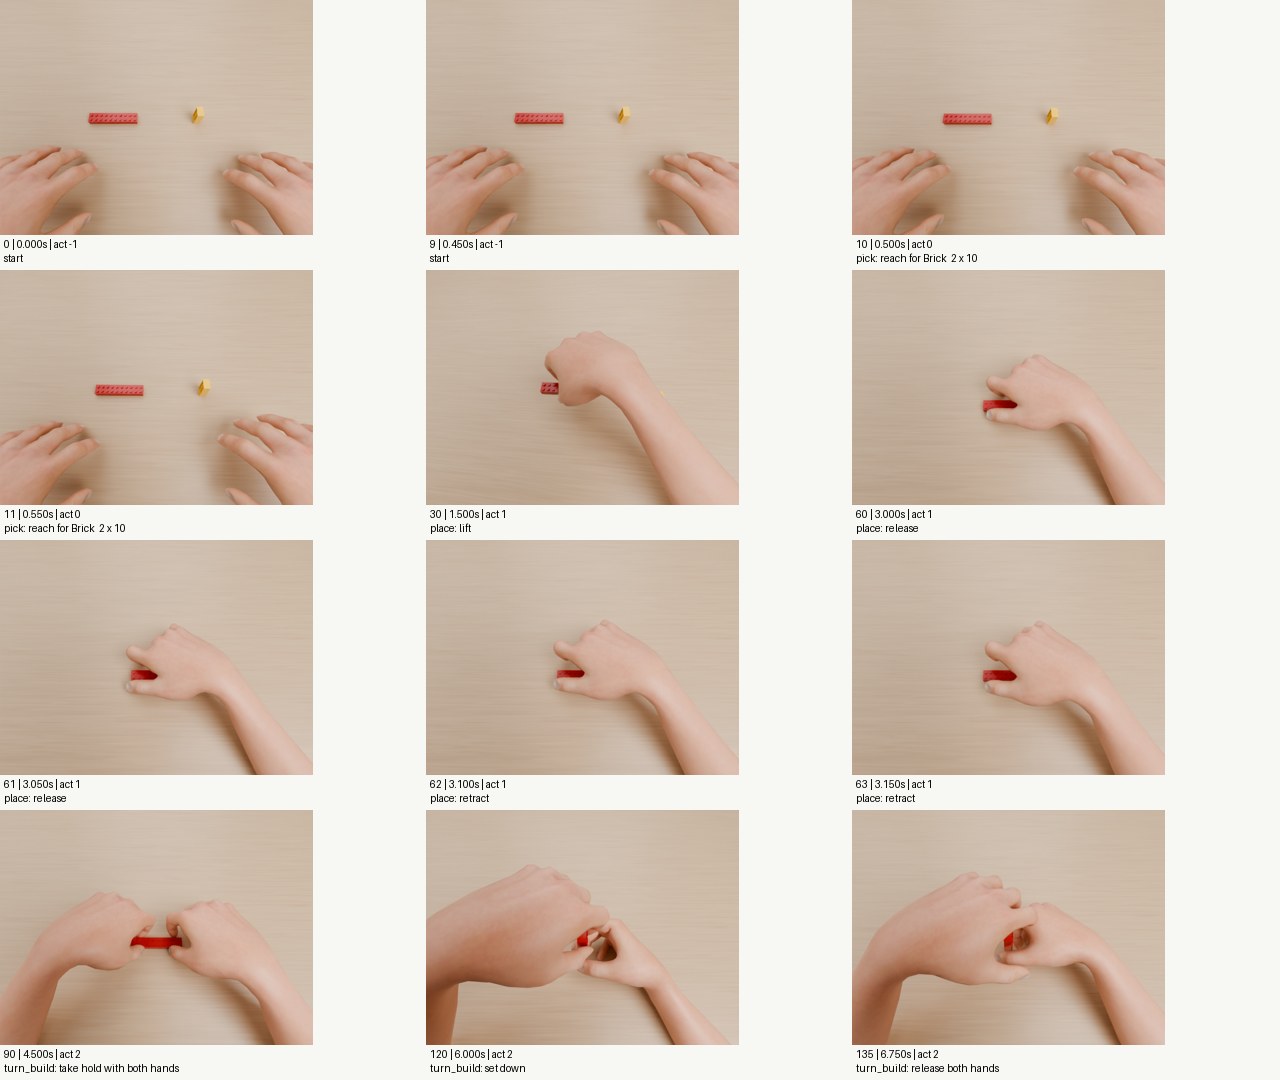 0 | 0.000s | act -1
start
9 | 0.450s | act -1
start
10 | 0.500s | act 0
pick: reach for Brick  2 x 10
11 | 0.550s | act 0
pick: reach for Brick  2 x 10
30 | 1.500s | act 1
place: lift
60 | 3.000s | act 1
place: release
61 | 3.050s | act 1
place: release
62 | 3.100s | act 1
place: retract
63 | 3.150s | act 1
place: retract
90 | 4.500s | act 2
turn_build: take hold with both hands
120 | 6.000s | act 2
turn_build: set down
135 | 6.750s | act 2
turn_build: release both hands